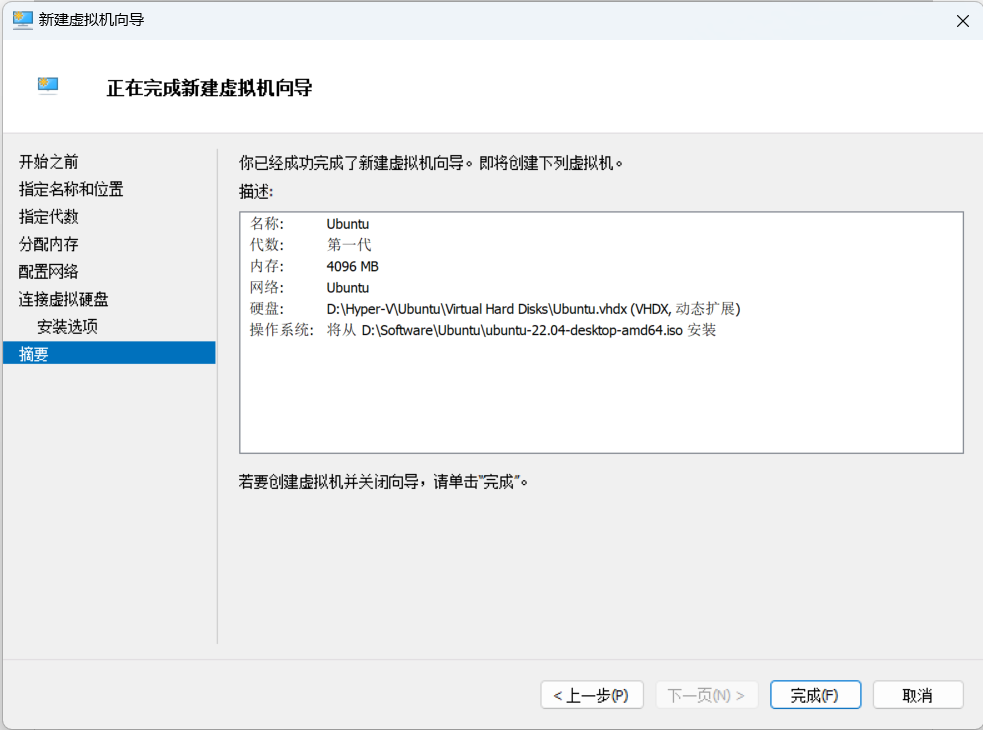 新建虚拟机向导
正在完成新建虚拟机向导
开始之前
指定名称和位置
指定代数
分配内存
配置网络
连接虚拟硬盘
安装选项
摘要
你已经成功完成了新建虚拟机向导。即将创建下列虚拟机。
描述:
名称: Ubuntu
代数: 第一代
内存: 4096 MB
网络: Ubuntu
硬盘: D:\Hyper-V\Ubuntu\Virtual Hard Disks\Ubuntu.vhdx (VHDX, 动态扩展)
操作系统: 将从 D:\Software\Ubuntu\ubuntu-22.04-desktop-amd64.iso 安装
若要创建虚拟机并关闭向导，请单击"完成"。
< 上一步(P) 下一页(N) > 完成(F) 取消